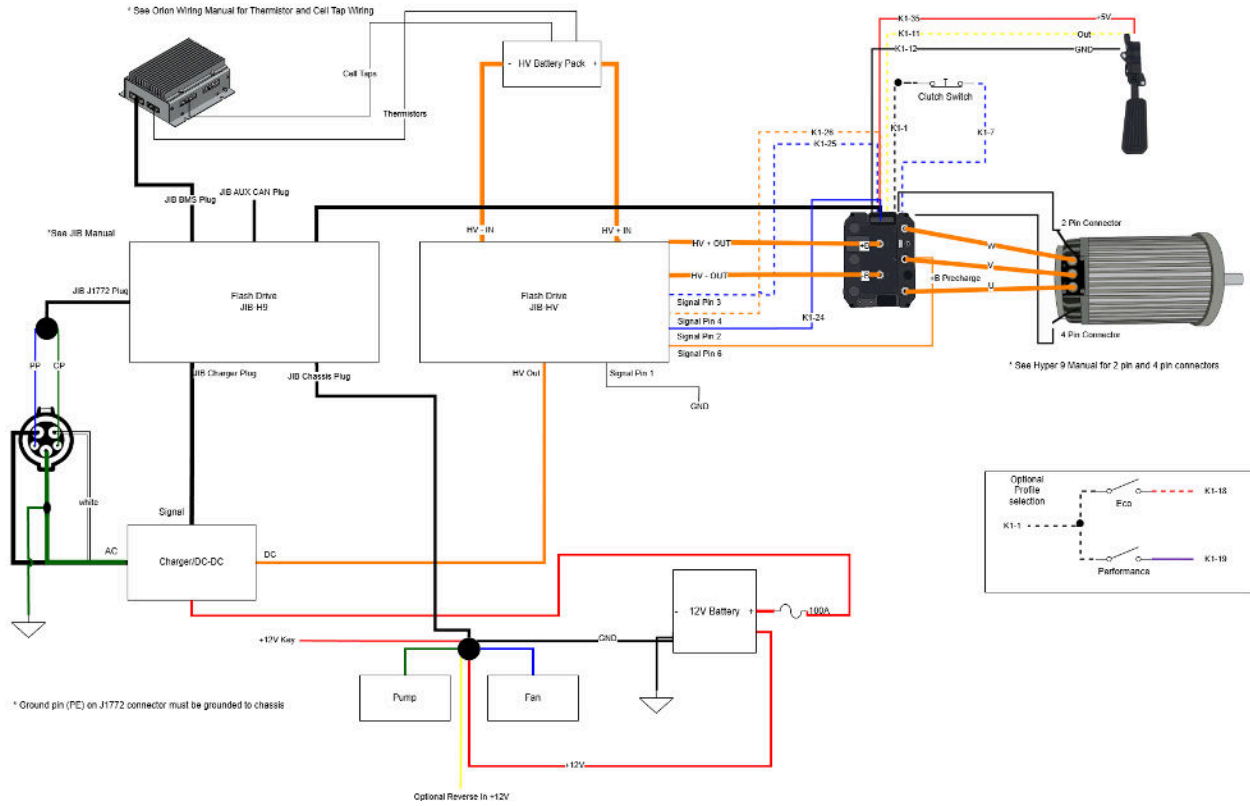 * See Orion Wiring Manual for Thermistor and Cell Tap Wiring
K1-35
+5V
K1-11
Out
K1-12
GND
- HV Battery Pack +
Cell Taps
Thermistors
Clutch Switch
K1-1
K1-7
K1-26
K1-25
JIB BMS Plug
JIB AUX CAN Plug
*See JIB Manual
HV - IN
HV + IN
2 Pin Connector
HV + OUT
+B
W
JIB J1772 Plug
Flash Drive
JIB-H9
Flash Drive
JIB-HV
HV - OUT
-B
V
+B Precharge
U
Signal Pin 3
K1-24
Signal Pin 4
Signal Pin 2
4 Pin Connector
Signal Pin 6
PP
CP
JIB Charger Plug
JIB Chassis Plug
HV Out
Signal Pin 1
* See Hyper 9 Manual for 2 pin and 4 pin connectors
GND
white
Signal
Optional
Profile
selection
K1-18
Eco
K1-1
K1-19
Performance
AC
Charger/DC-DC
DC
- 12V Battery +
100A
+12V Key
GND
Pump
Fan
* Ground pin (PE) on J1772 connector must be grounded to chassis
+12V
Optional Reverse In +12V